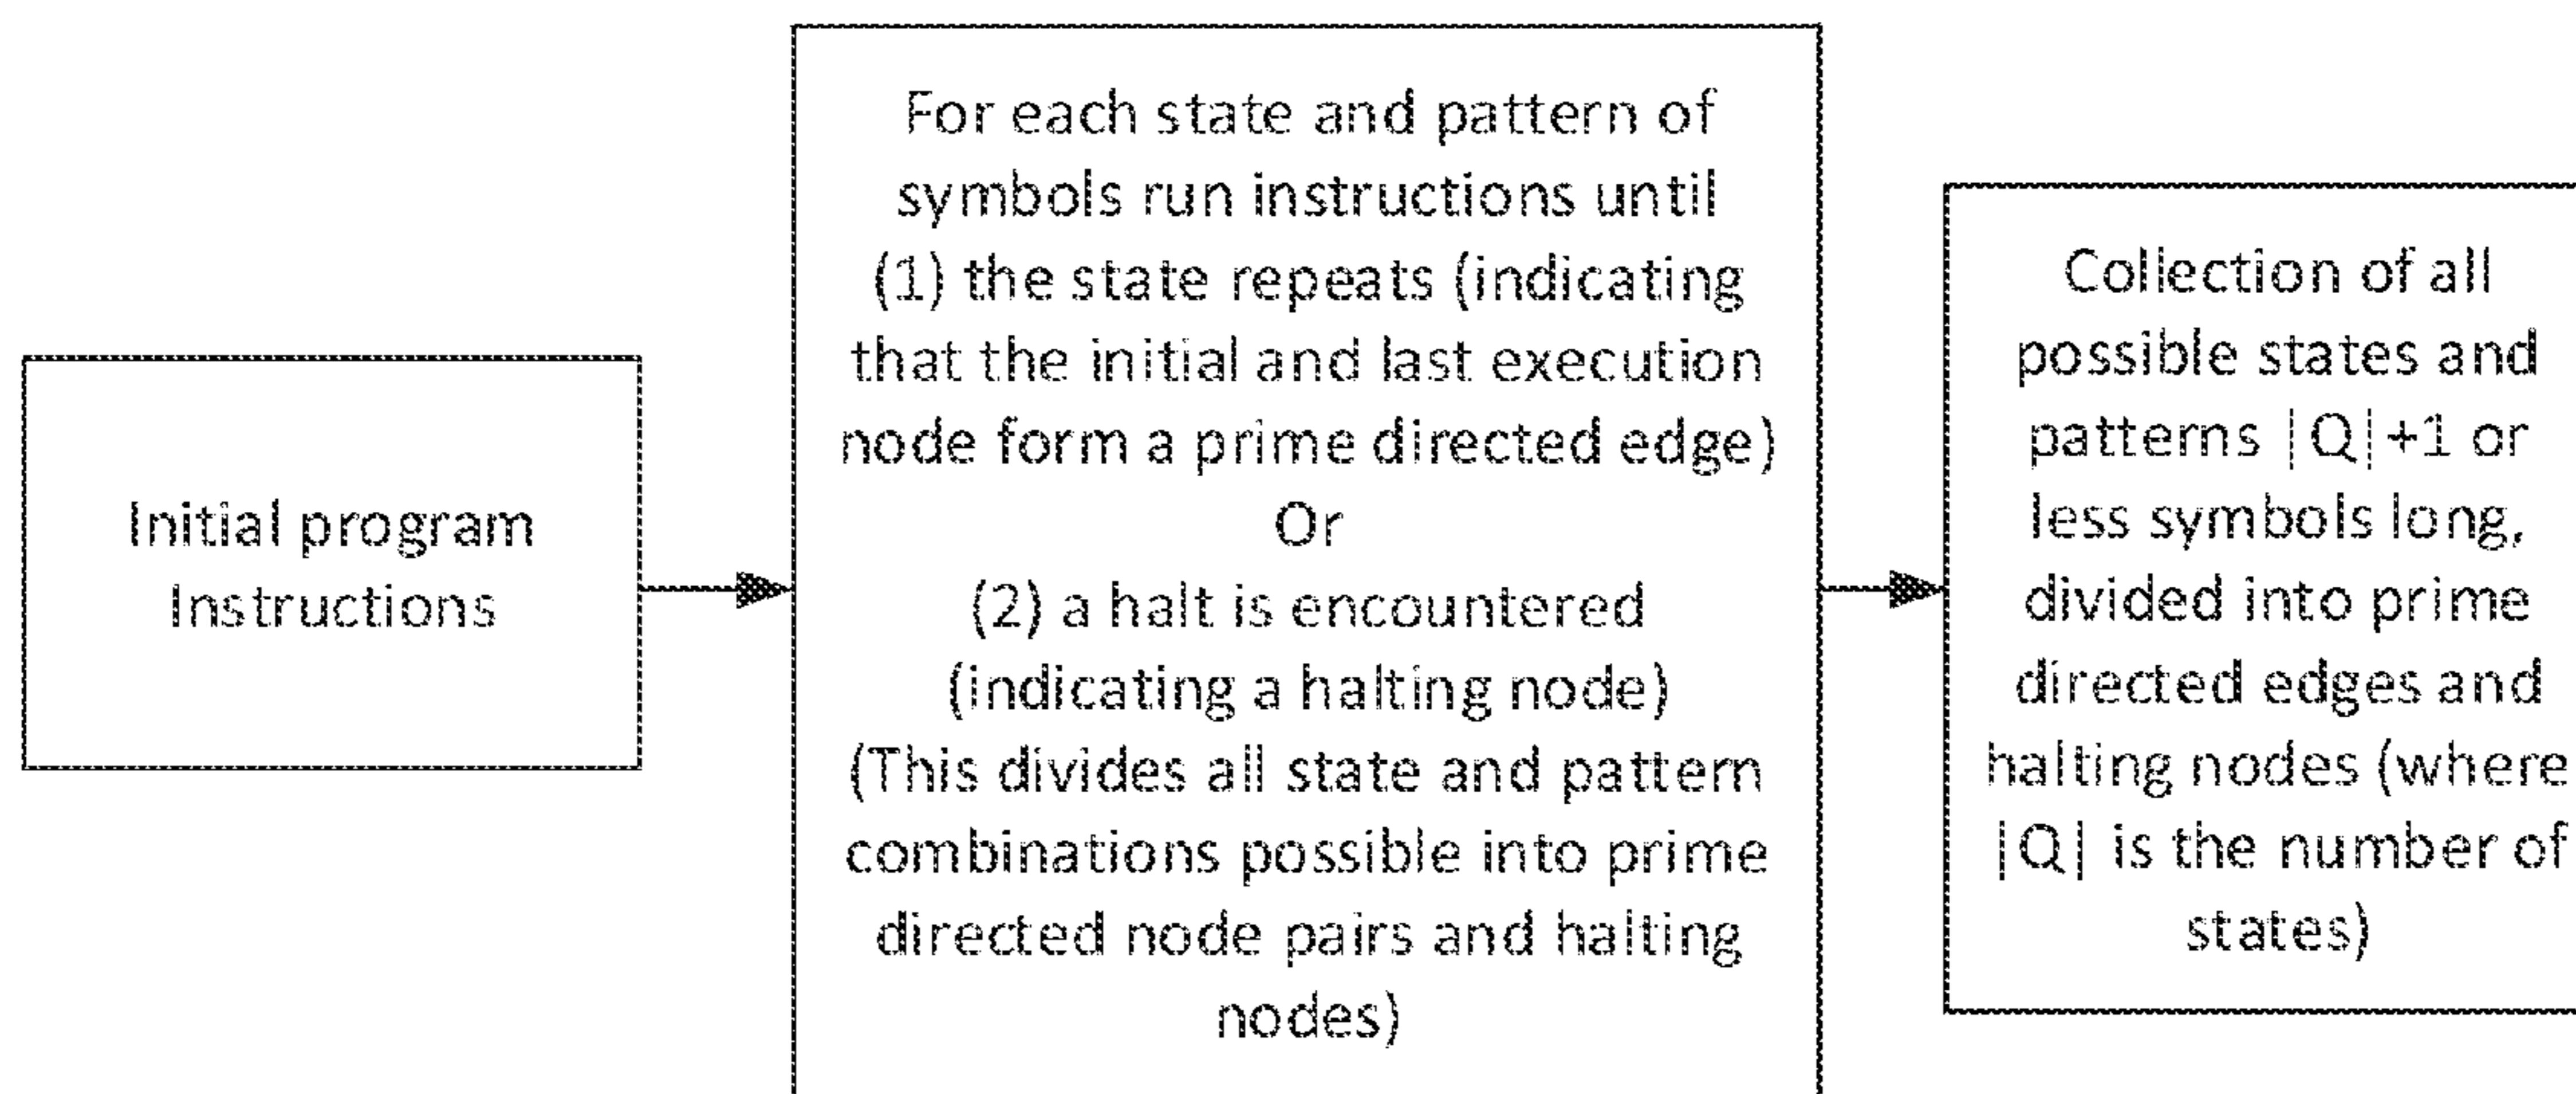 Initial program
Instructions
For each state and pattern of
symbols run instructions until
(1) the state repeats (indicating
that the initial and last execution
node form a prime directed edge)
Or
(2) a halt is encountered
(indicating a halting node)
(This divides all state and pattern
combinations possible into prime
directed node pairs and halting
nodes)
Collection of all
possible states and
patterns |Q|+1 or
less symbols long,
divided into prime
directed edges and
halting nodes (where
|Q| is the number of
states)